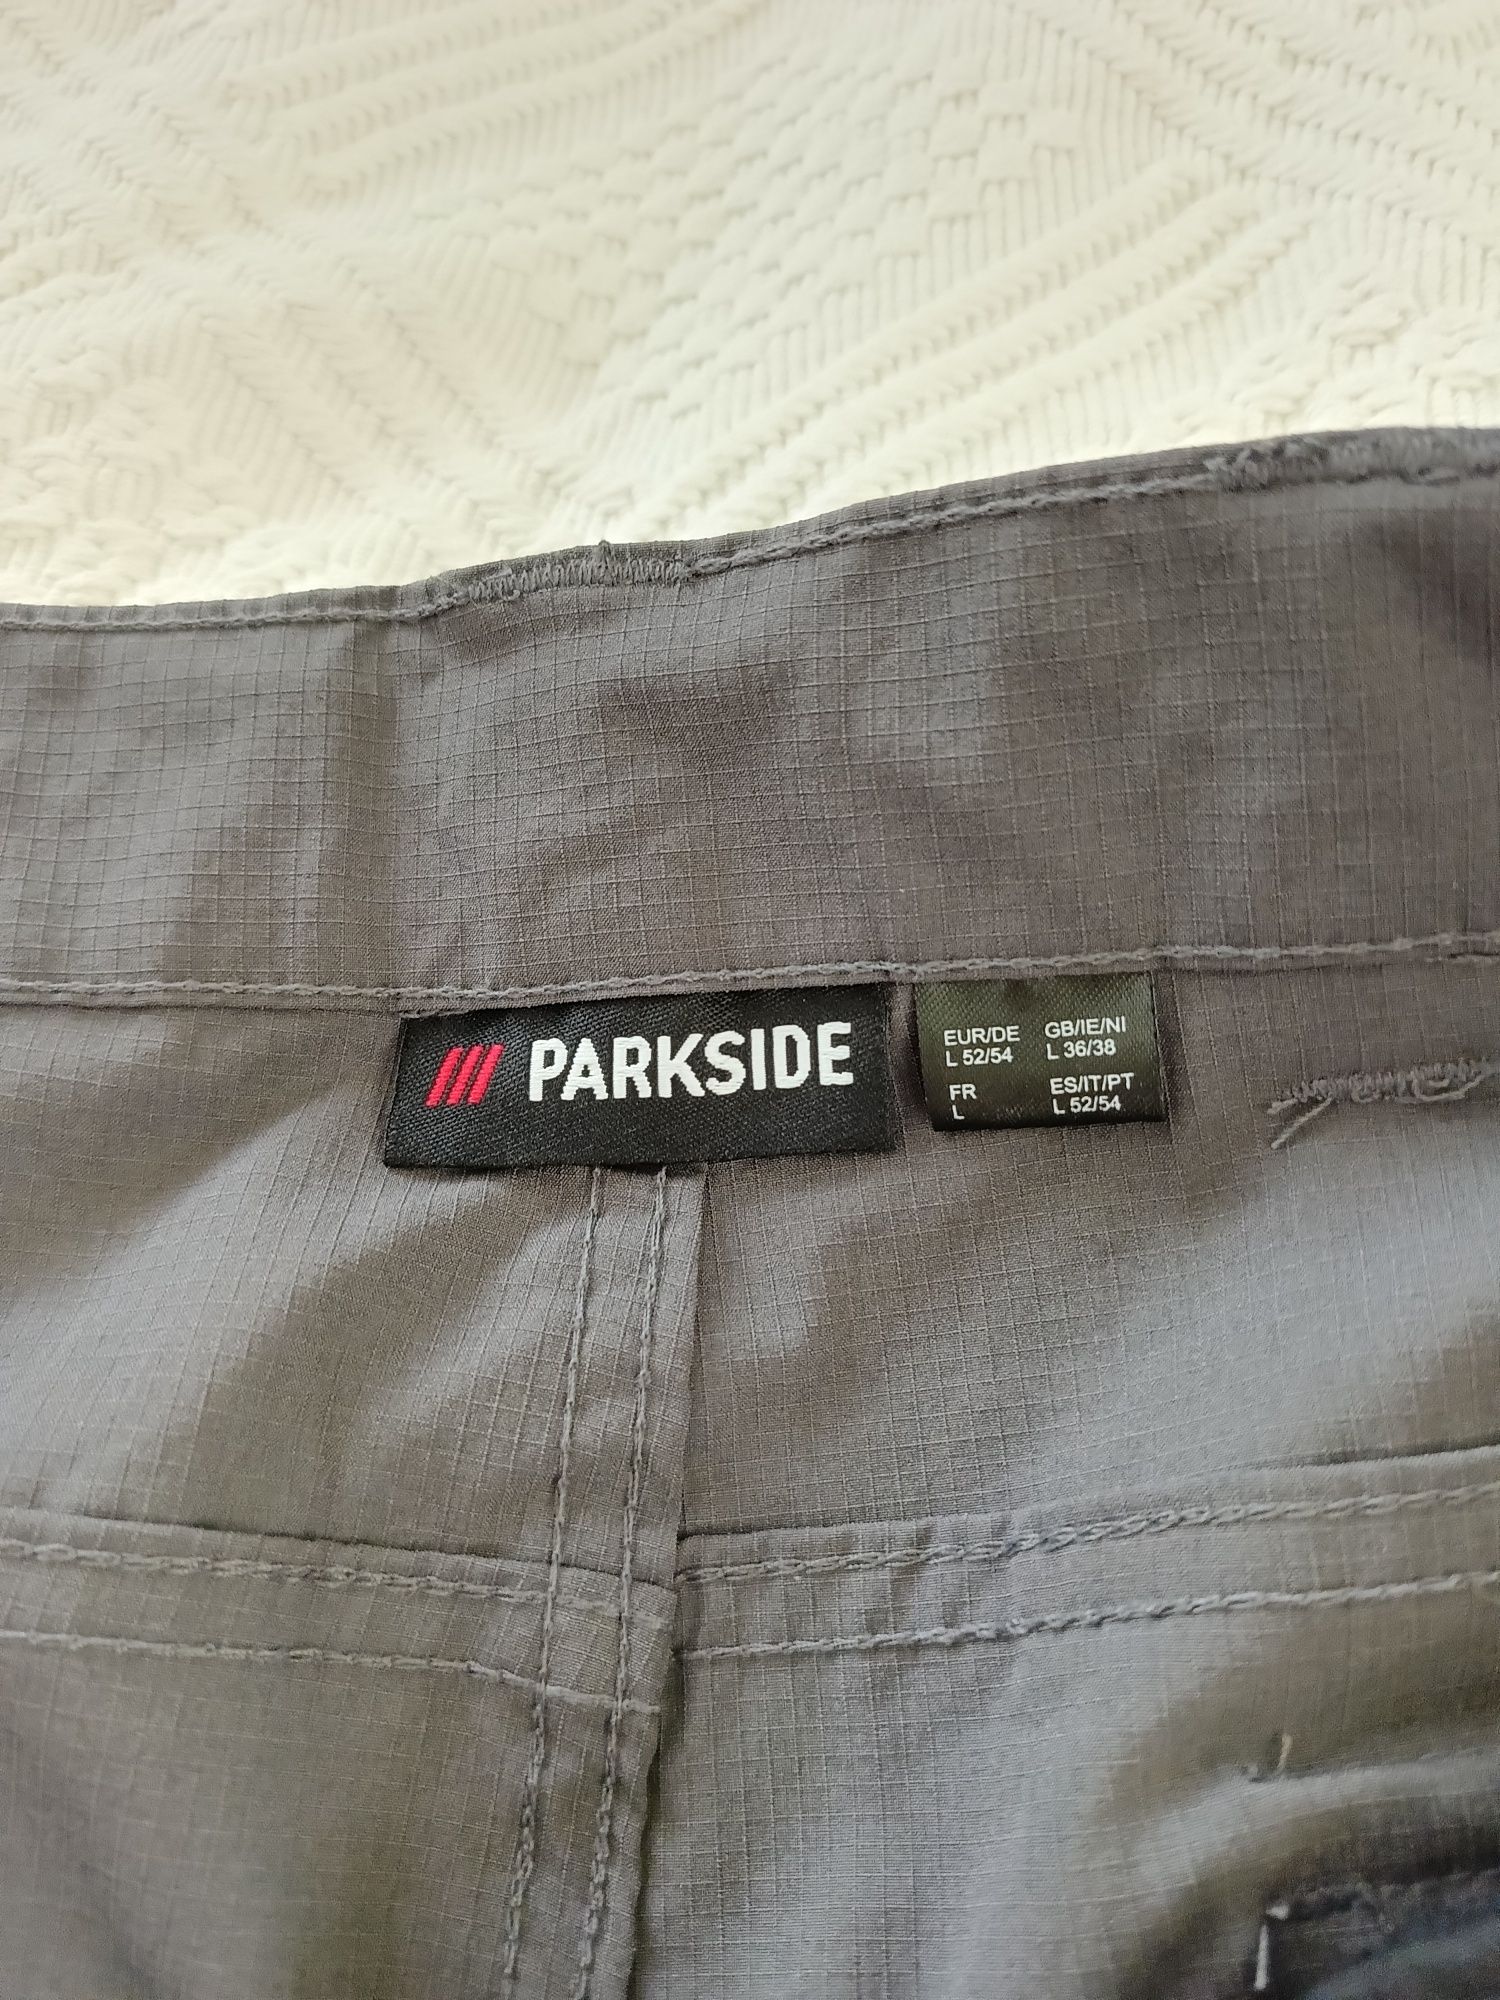 PARKSIDE
EUR/DE GB/IE/NI
L 52/54 L 36/38
FR ES/IT/PT
L L 52/54